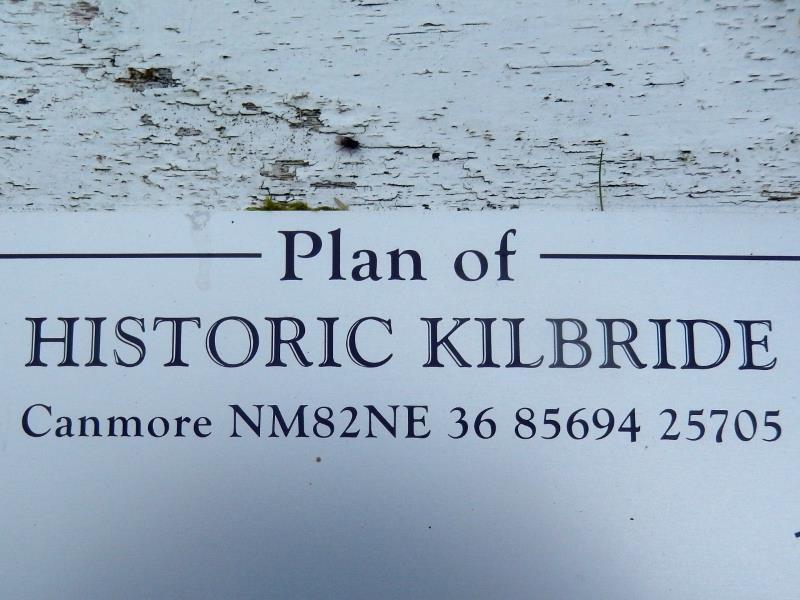 Plan of
HISTORIC KILBRIDE
Canmore NM82NE 36 85694 25705